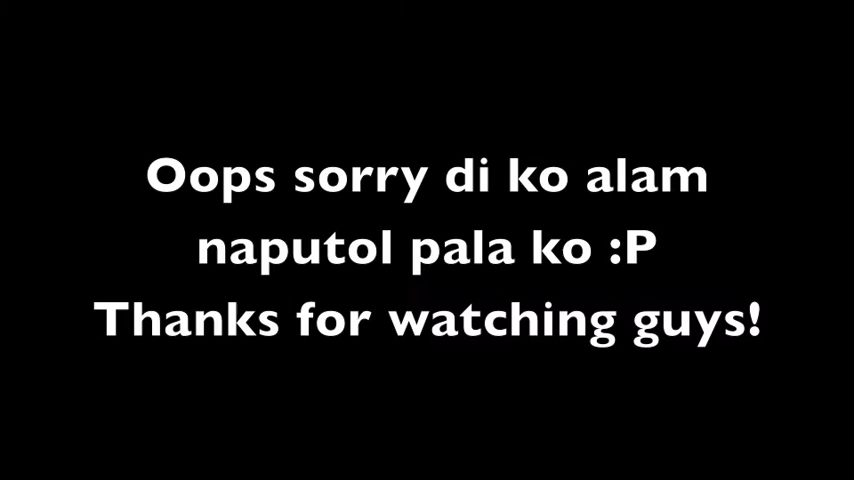 Oops sorry di ko alam
naputol pala ko :P
Thanks for watching guys!